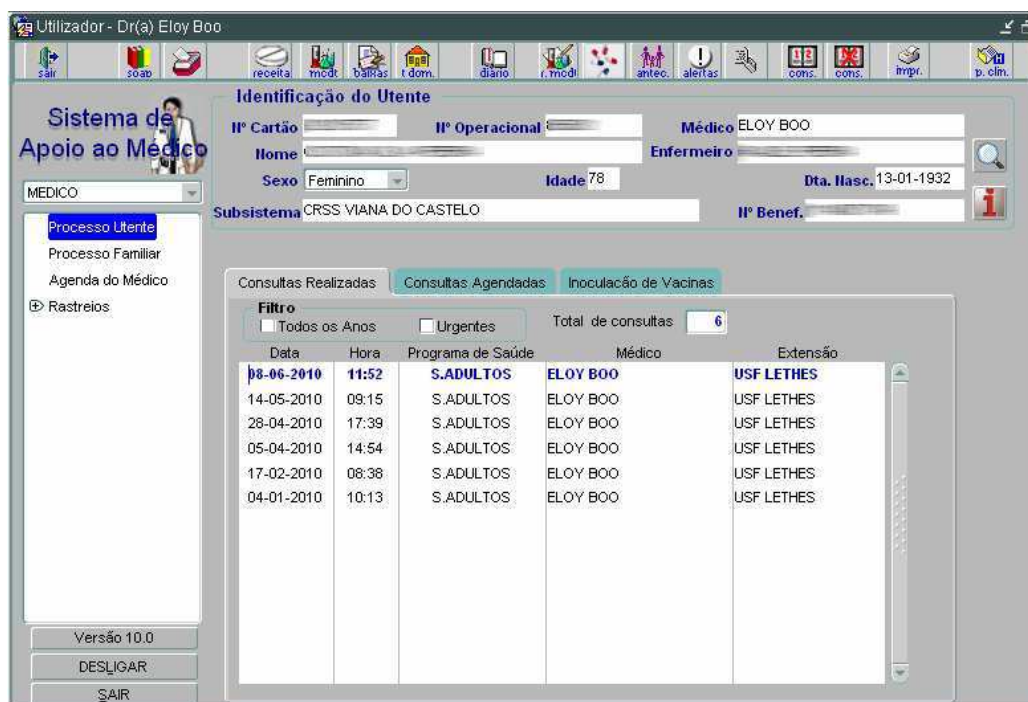 Utilizador - Dr(a) Eloy Boo
sair soap receita modt baixas t dom. diário r.modt antec. alertas cons. cons. impr. p. clín.
Sistema de
Apoio ao Médico
MEDICO
Processo Utente
Processo Familiar
Agenda do Médico
Rastreios
Versão 10.0
DESLIGAR
SAIR
Identificação do Utente
Nº Cartão Nº Operacional Médico ELOY BOO
Nome Enfermeiro
Sexo Feminino Idade 78 Dta. Nasc. 13-01-1932
Subsistema CRSS VIANA DO CASTELO Nº Benef.
Consultas Realizadas Consultas Agendadas Inoculacão de Vacinas
Filtro
Todos os Anos Urgentes Total de consultas 6
Data Hora Programa de Saúde Médico Extensão
08-06-2010 11:52 S.ADULTOS ELOY BOO USF LETHES
14-05-2010 09:15 S.ADULTOS ELOY BOO USF LETHES
28-04-2010 17:39 S.ADULTOS ELOY BOO USF LETHES
05-04-2010 14:54 S.ADULTOS ELOY BOO USF LETHES
17-02-2010 08:38 S.ADULTOS ELOY BOO USF LETHES
04-01-2010 10:13 S.ADULTOS ELOY BOO USF LETHES